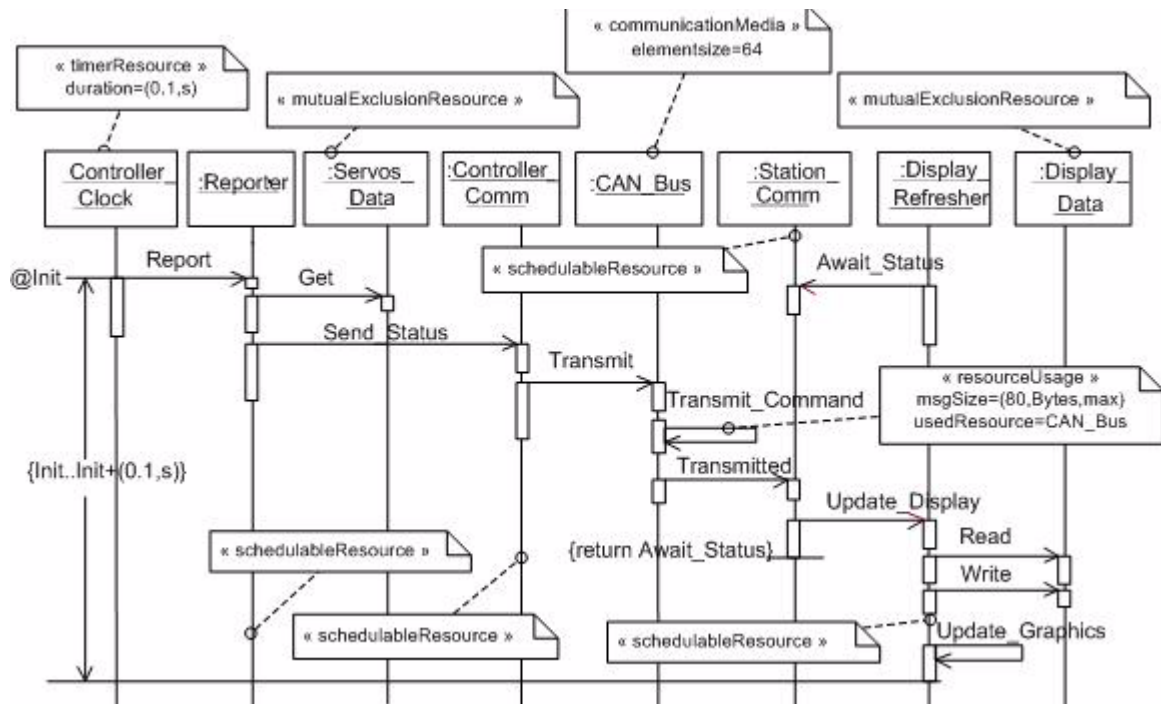 « communicationMedia »
elementsize=64
« timerResource »
duration=(0.1,s)
« mutualExclusionResource »
« mutualExclusionResource »
Controller_
Clock
:Reporter
:Servos_
Data
:Controller_
Comm
:CAN_Bus
:Station_
Comm
:Display_
Refresher
:Display_
Data
@Init
Report
Get
« schedulableResource »
Await_Status
Send_Status
Transmit
Transmit_Command
« resourceUsage »
msgSize=(80,Bytes,max}
usedResource=CAN_Bus
{Init..Init+(0.1,s)}
Transmitted
Update_Display
« schedulableResource »
{return Await_Status}
Read
Write
« schedulableResource »
« schedulableResource »
Update_Graphics